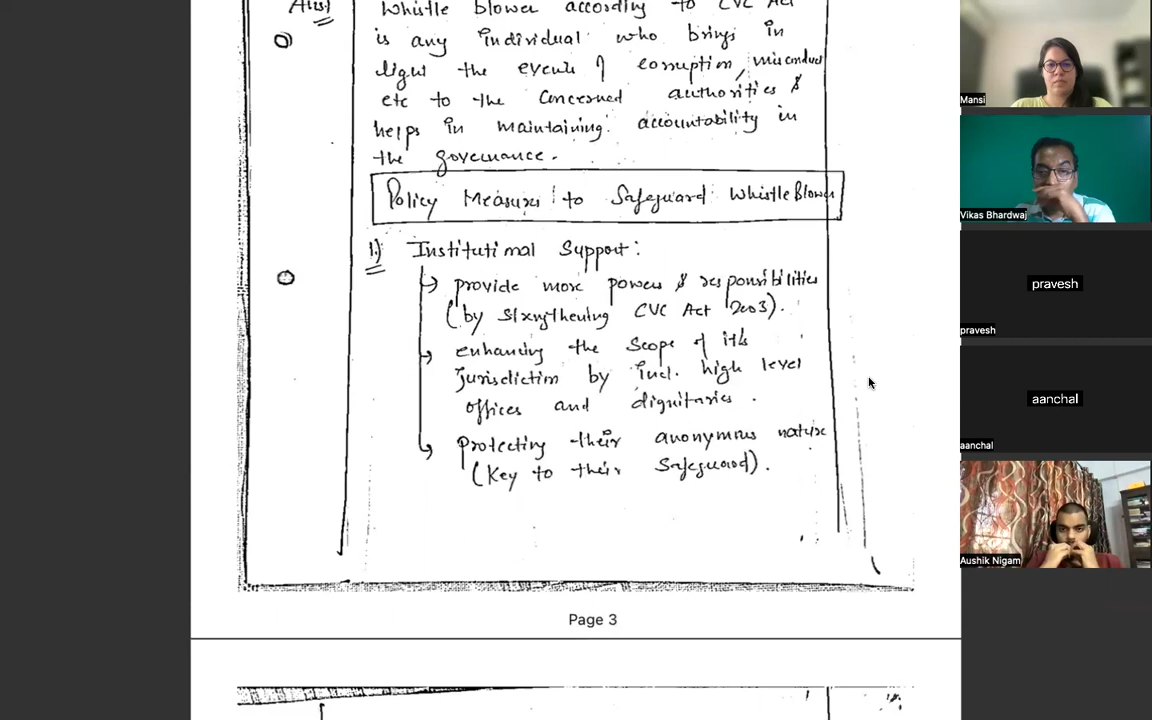 Ans:)
Whistle blower according to CVC Act
is any individual who brings in
light the events of corruption, misconduct
etc to the concerned authorities &
helps in maintaining accountability in
the governance.
Policy Measures to Safeguard WhistleBlower
1.) Institutional Support:
provide more powers & responsibilities
(by strengthening CVC Act 2003).
enhancing the scope of it's
jurisdiction by incl. high level
offices and dignitaries.
protecting their anonymous nature
(Key to their Safeguard).
Page 3
Mansi
Vikas Bhardwaj
pravesh
pravesh
aanchal
aanchal
Aushik Nigam